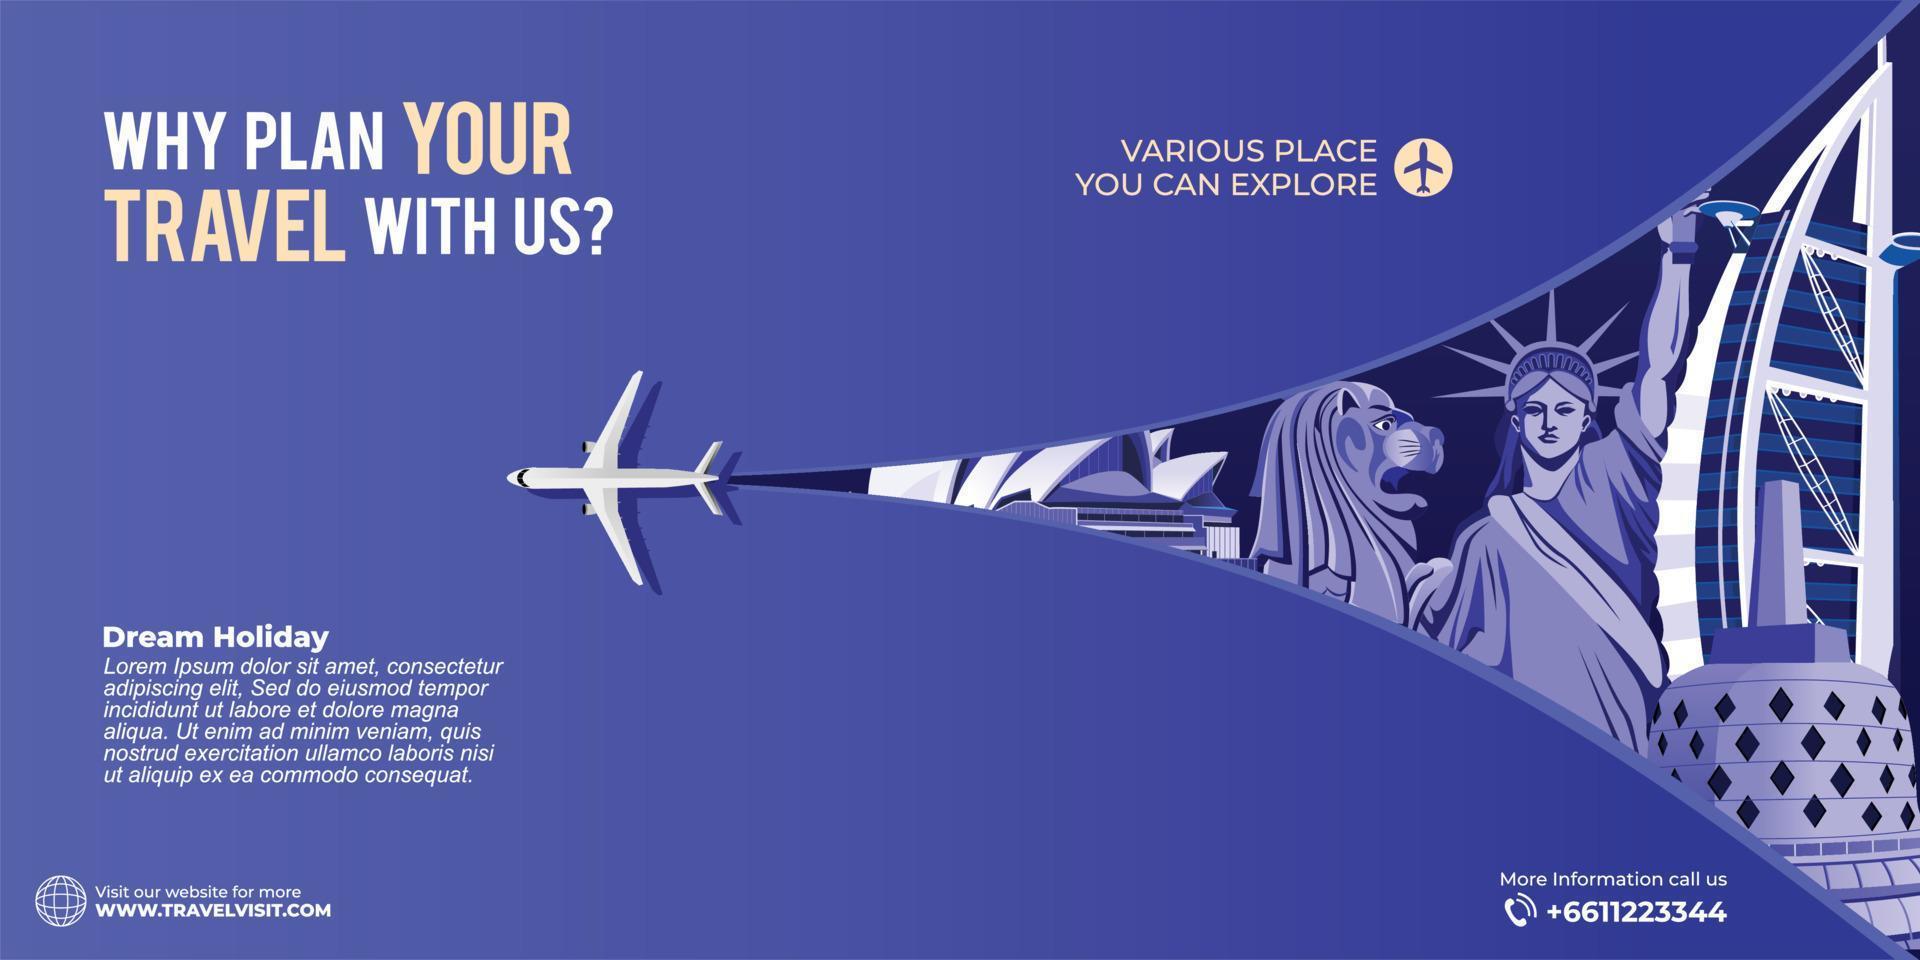 WHY PLAN YOUR
TRAVEL WITH US?
VARIOUS PLACE
YOU CAN EXPLORE
Dream Holiday
Lorem Ipsum dolor sit amet, consectetur
adipiscing elit, Sed do eiusmod tempor
incididunt ut labore et dolore magna
aliqua. Ut enim ad minim veniam, quis
nostrud exercitation ullamco laboris nisi
ut aliquip ex ea commodo consequat.
Visit our website for more
WWW.TRAVELVISIT.COM
More Information call us
+6611223344